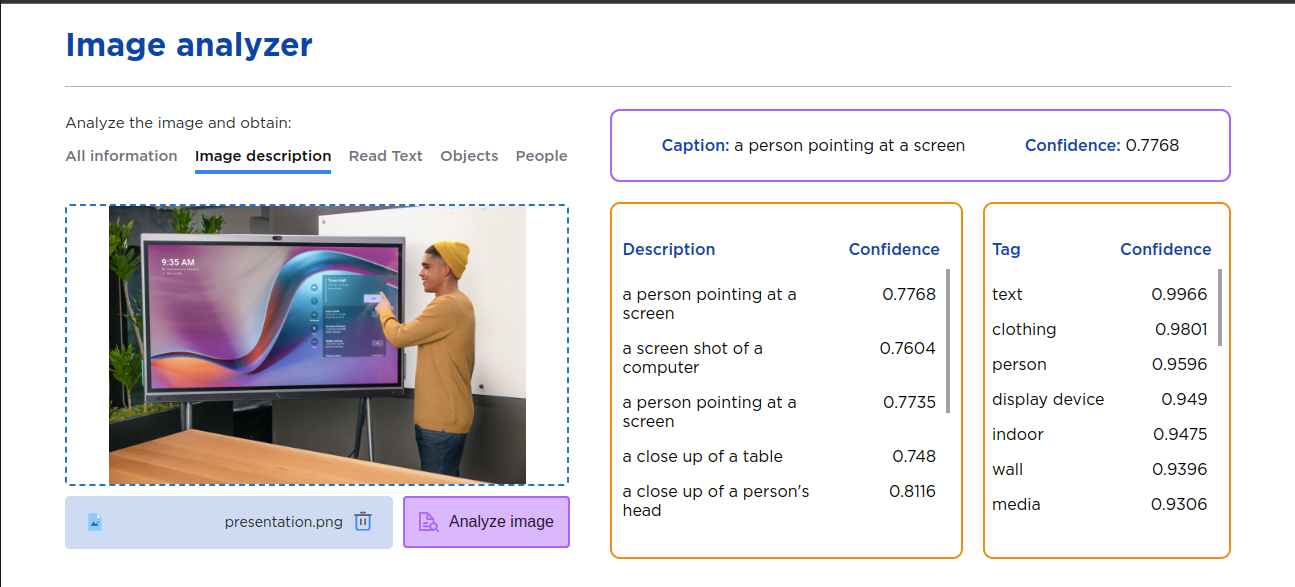 Image analyzer
Analyze the image and obtain:
All information Image description Read Text Objects People
9:35 AM
presentation.png
Analyze image
Caption: a person pointing at a screen Confidence: 0.7768
Description Confidence
a person pointing at a 0.7768
screen
a screen shot of a 0.7604
computer
a person pointing at a 0.7735
screen
a close up of a table 0.748
a close up of a person's 0.8116
head
Tag Confidence
text 0.9966
clothing 0.9801
person 0.9596
display device 0.949
indoor 0.9475
wall 0.9396
media 0.9306